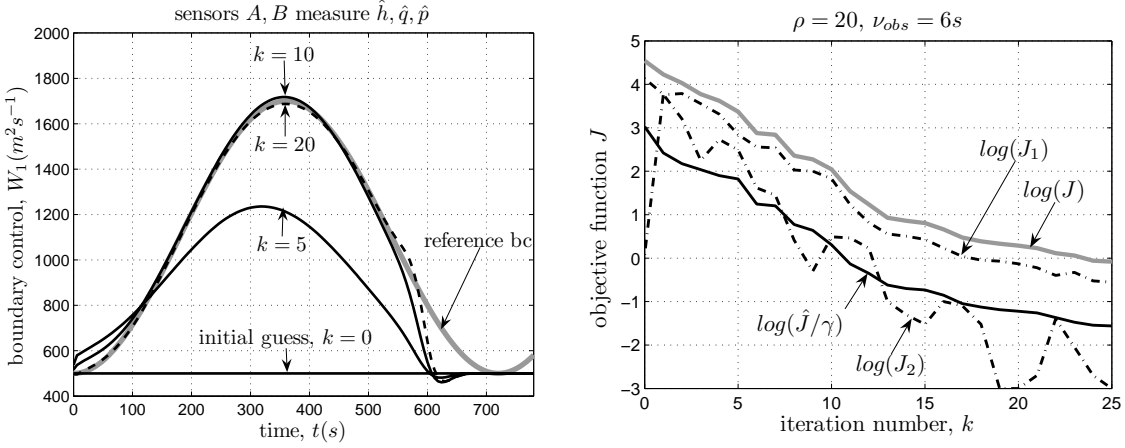 sensors A, B measure ĥ, q̂, p̂
2000
1800
1600
1400
1200
1000
800
600
400
boundary control, W₁(m²s⁻¹)
k = 10
k = 20
k = 5
reference bc
initial guess, k = 0
0 100 200 300 400 500 600 700
time, t(s)
ρ = 20, ν_obs = 6s
5
4
3
2
1
0
−1
−2
−3
objective function J
log(J₁)
log(J)
log(Ĵ/γ)
log(J₂)
0 5 10 15 20 25
iteration number, k